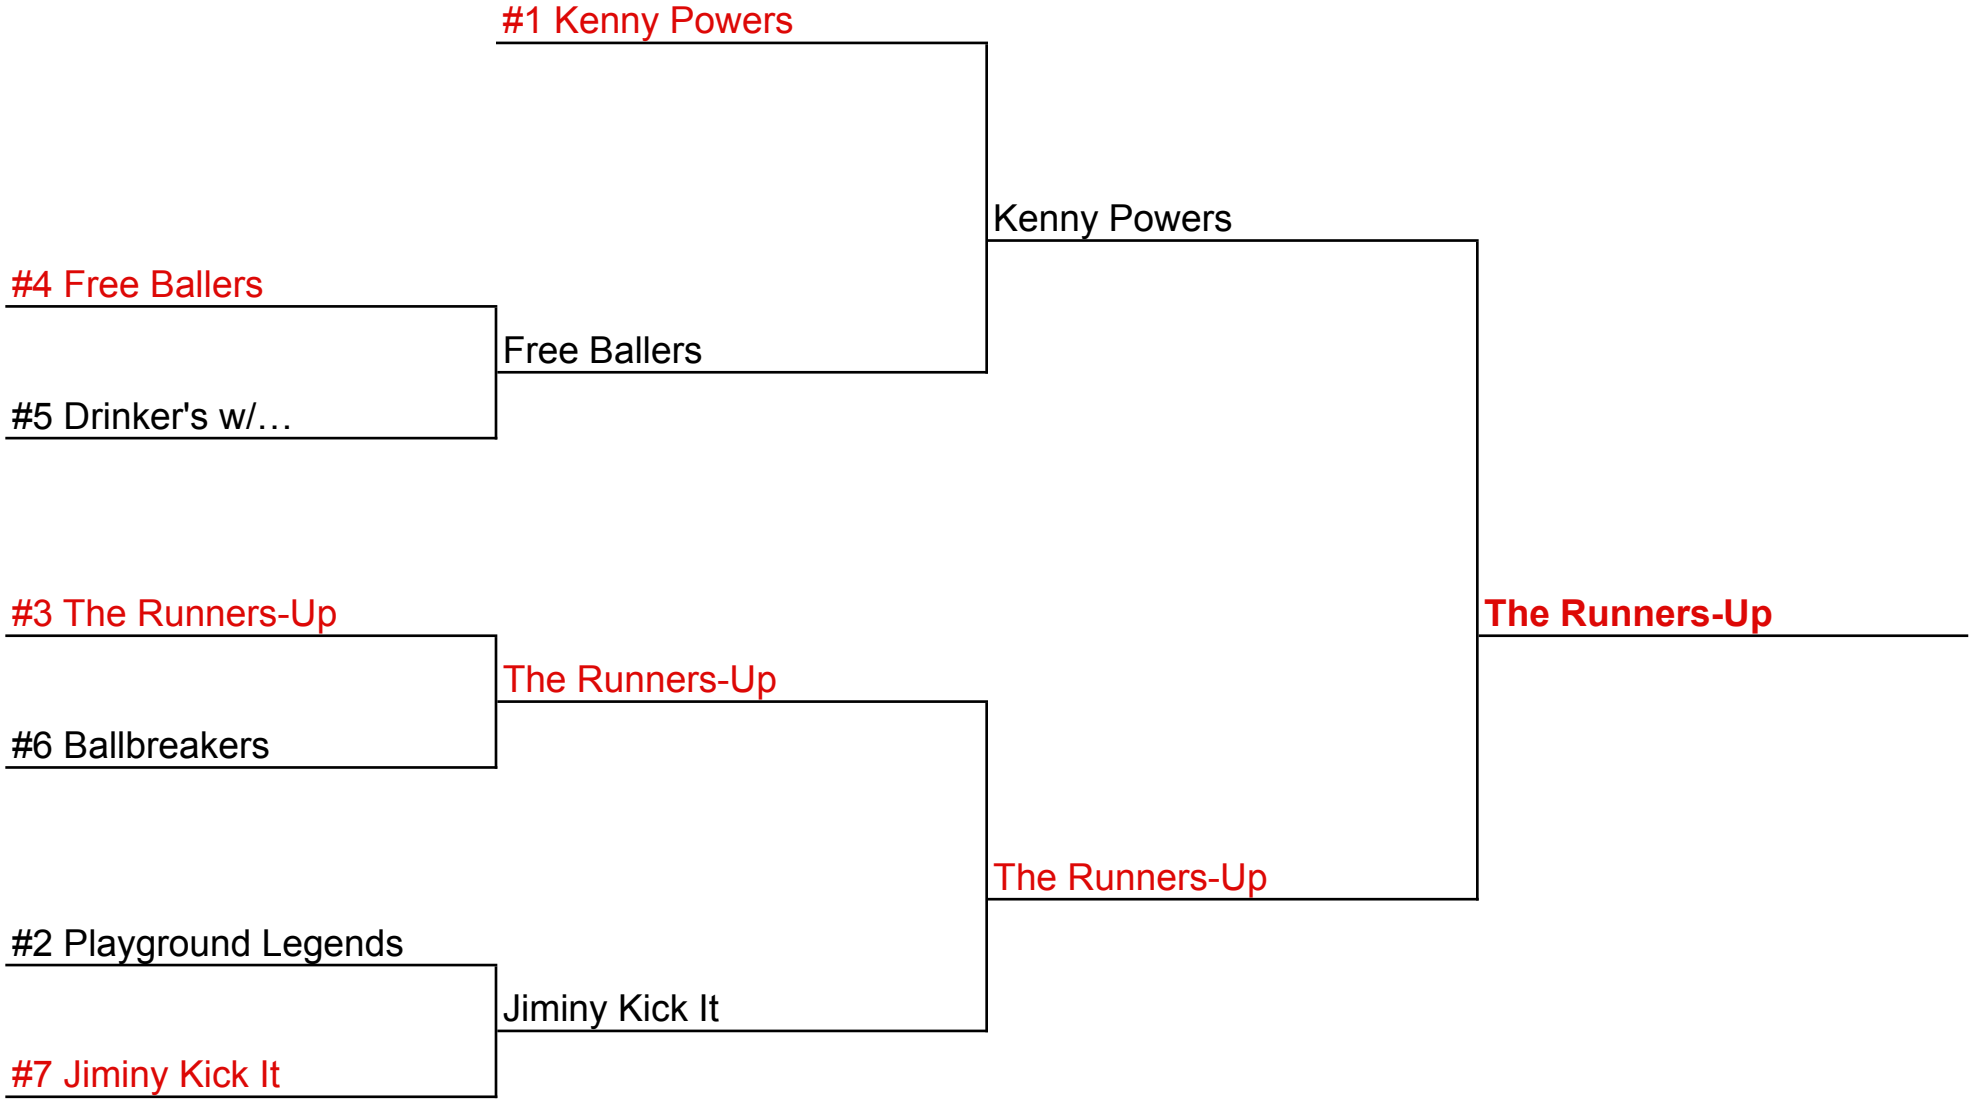 #1 Kenny Powers
Kenny Powers
#4 Free Ballers
Free Ballers
#5 Drinker's w/…
#3 The Runners-Up
The Runners-Up
The Runners-Up
#6 Ballbreakers
The Runners-Up
#2 Playground Legends
Jiminy Kick It
#7 Jiminy Kick It